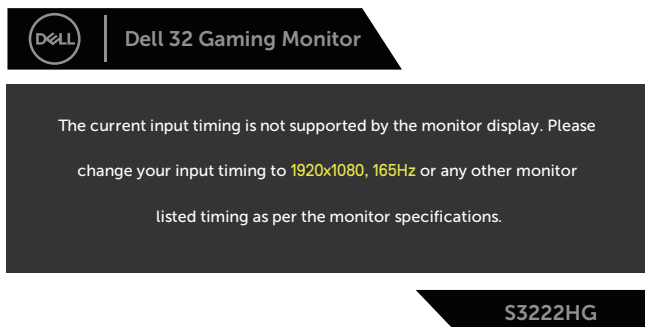 DELL
Dell 32 Gaming Monitor
The current input timing is not supported by the monitor display. Please
change your input timing to 1920x1080, 165Hz or any other monitor
listed timing as per the monitor specifications.
S3222HG